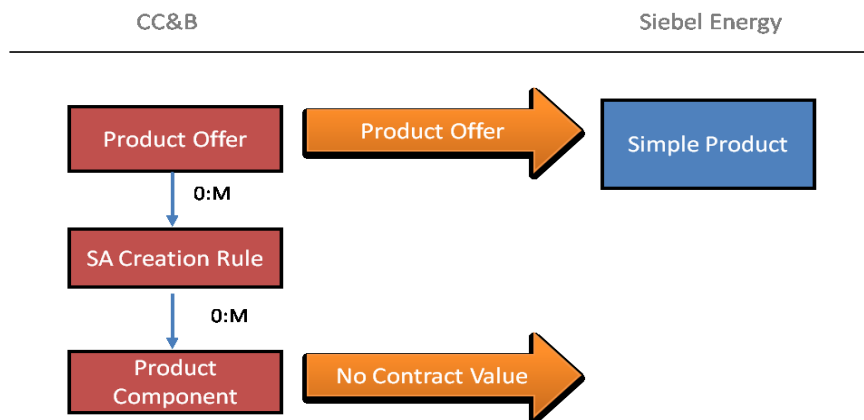 CC&B
Siebel Energy
Product Offer
Product Offer
Simple Product
0:M
SA Creation Rule
0:M
Product
Component
No Contract Value